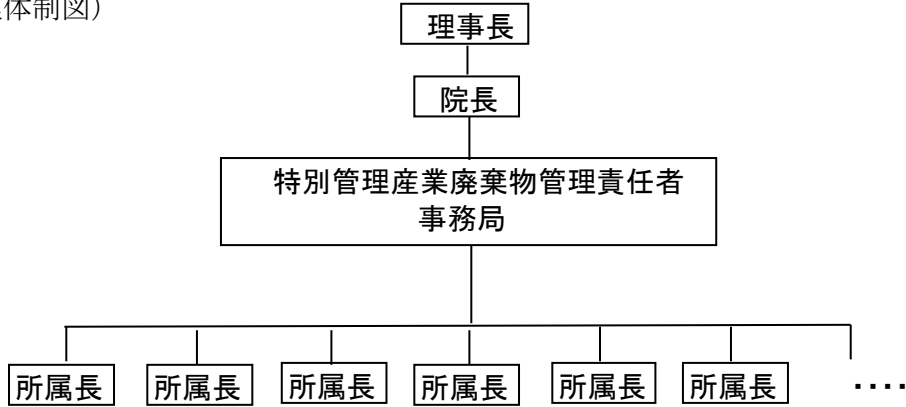 体制図）
理事長
院長
特別管理産業廃棄物管理責任者
事務局
所属長 所属長 所属長 所属長 所属長 所属長 ····